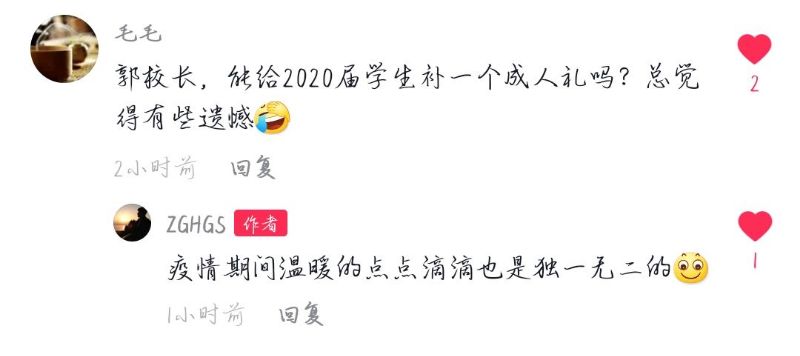 毛毛
郭校长，能给2020届学生补一个成人礼吗？总觉
得有些遗憾
2
2小时前 回复
ZGHGS 作者
疫情期间温暖的点点滴滴也是独一无二的
1
1小时前 回复